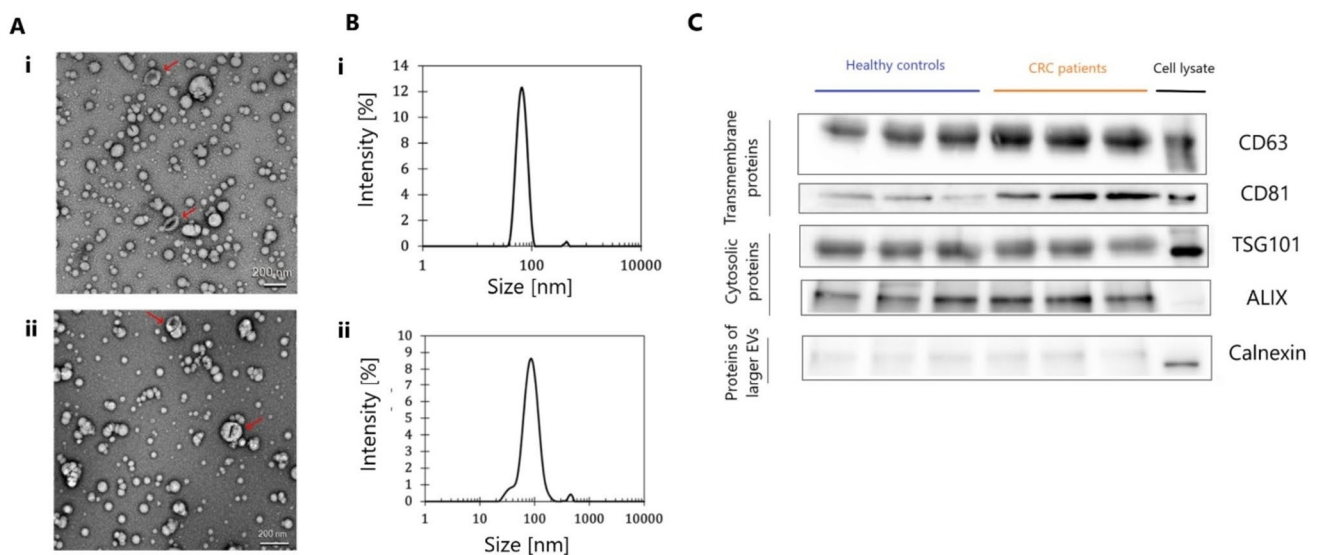 A
B
C
i
200 nm
ii
200 nm
i
Intensity [%]
14
12
10
8
6
4
2
0
1
100
10000
Size [nm]
ii
Intensity [%]
10
9
8
7
6
5
4
3
2
1
0
1
10
100
1000
10000
Size [nm]
Healthy controls
CRC patients
Cell lysate
Transmembrane
proteins
CD63
CD81
Cytosolic
proteins
TSG101
ALIX
Proteins of
larger EVs
Calnexin